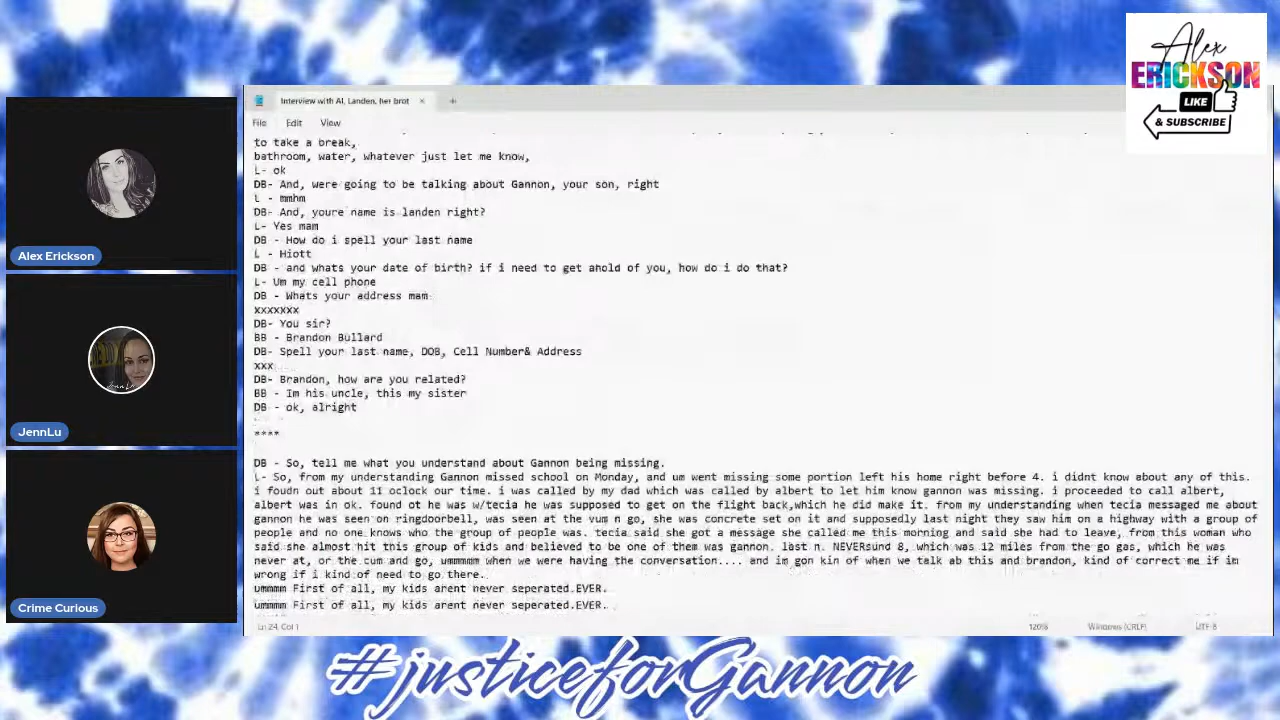 Alex
ERICKSON
LIKE
& SUBSCRIBE
Interview with Al, Landen, her brot
File Edit View
to take a break,
bathroom, water, whatever just let me know,
L- ok
DB- And, were going to be talking about Gannon, your son, right
L - mmhm
DB- And, youre name is landen right?
L- Yes mam
DB - How do i spell your last name
L - Hiott
DB - and whats your date of birth? if i need to get ahold of you, how do i do that?
L- Um my cell phone
DB - Whats your address mam
xxxxxxx
DB- You sir?
BB - Brandon Bullard
DB- Spell your last name, DOB, Cell Number& Address
xxx
DB- Brandon, how are you related?
BB - Im his uncle, this my sister
DB - ok, alright
****
DB - So, tell me what you understand about Gannon being missing.
L- So, from my understanding Gannon missed school on Monday, and um went missing some portion left his home right before 4. i didnt know about any of this.
i foudn out about 11 oclock our time. i was called by my dad which was called by albert to let him know gannon was missing. i proceeded to call albert,
albert was in ok. found ot he was w/tecia he was supposed to get on the flight back,which he did make it. from my understanding when tecia messaged me about
gannon he was seen on ringdoorbell, was seen at the vum n go, she was concrete set on it and supposedly last night they saw him on a highway with a group of
people and no one knows who the group of people was. tecia said she got a message she called me this morning and said she had to leave, from this woman who
said she almost hit this group of kids and believed to be one of them was gannon. last n. NEVERsund 8, which was 12 miles from the go gas, which he was
never at, or the cum and go, ummmmm when we were having the conversation.... and im gon kin of when we talk ab this and brandon, kind of correct me if im
wrong if i kind of need to go there.
ummmm First of all, my kids arent never seperated.EVER.
ummmm First of all, my kids arent never seperated.EVER.
Ln 24, Col 1 120% Windows (CRLF) UTF-8
Alex Erickson
JennLu
Crime Curious
#justiceforGannon